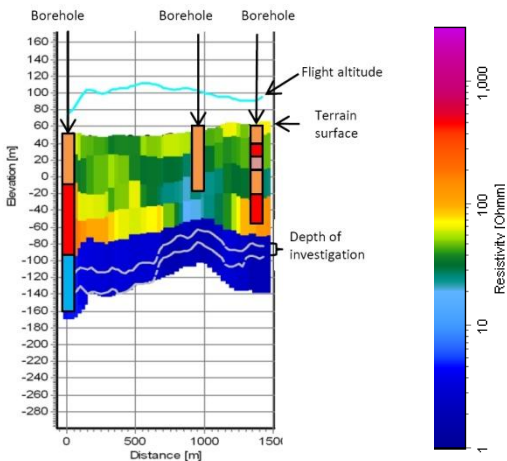 Borehole Borehole Borehole
Flight altitude
Terrain
surface
Depth of
investigation
Elevation [m]
160
140
120
100
80
60
40
20
0
-20
-40
-60
-80
-100
-120
-140
-160
-180
-200
-220
-240
-260
-280
0 500 1000 1500
Distance [m]
Resistivity [Ohmm]
1,000
100
10
1